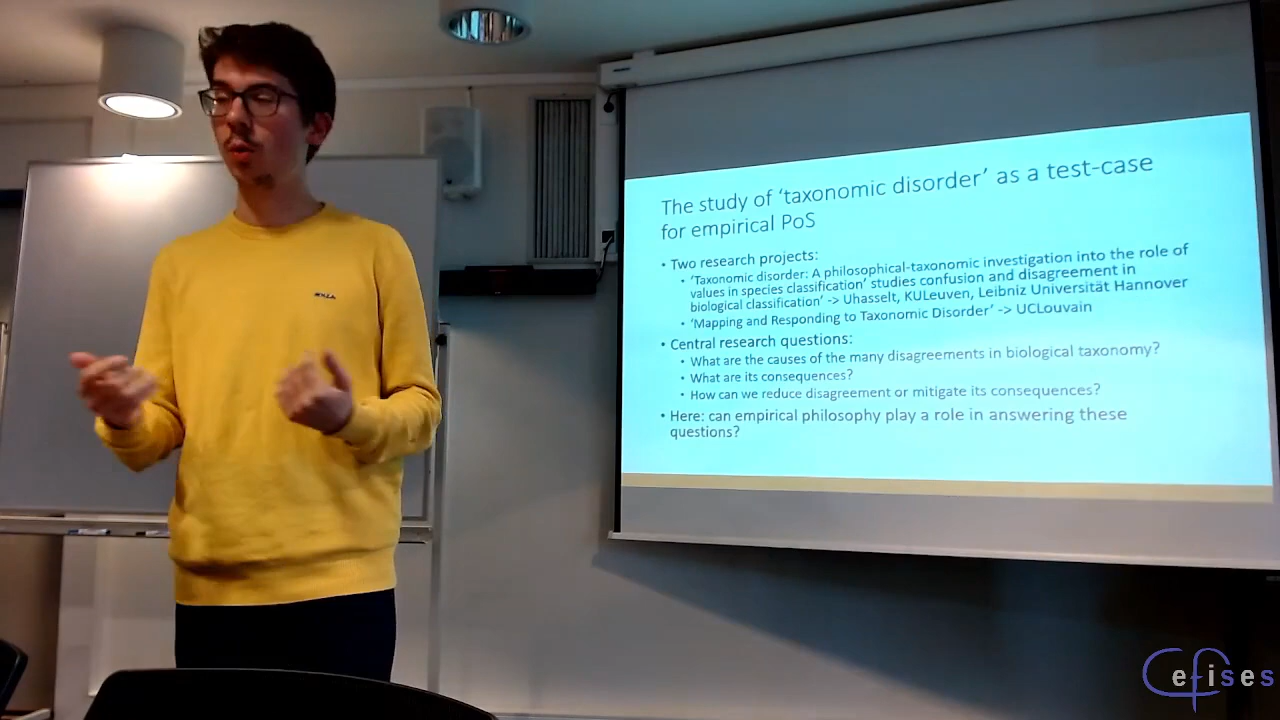 The study of ‘taxonomic disorder’ as a test-case
for empirical PoS
• Two research projects:
• ‘Taxonomic disorder: A philosophical-taxonomic investigation into the role of
values in species classification’ studies confusion and disagreement in
biological classification’ -> Uhasselt, KULeuven, Leibniz Universität Hannover
• ‘Mapping and Responding to Taxonomic Disorder’ -> UCLouvain
• Central research questions:
• What are the causes of the many disagreements in biological taxonomy?
• What are its consequences?
• How can we reduce disagreement or mitigate its consequences?
• Here: can empirical philosophy play a role in answering these
questions?
Cefises